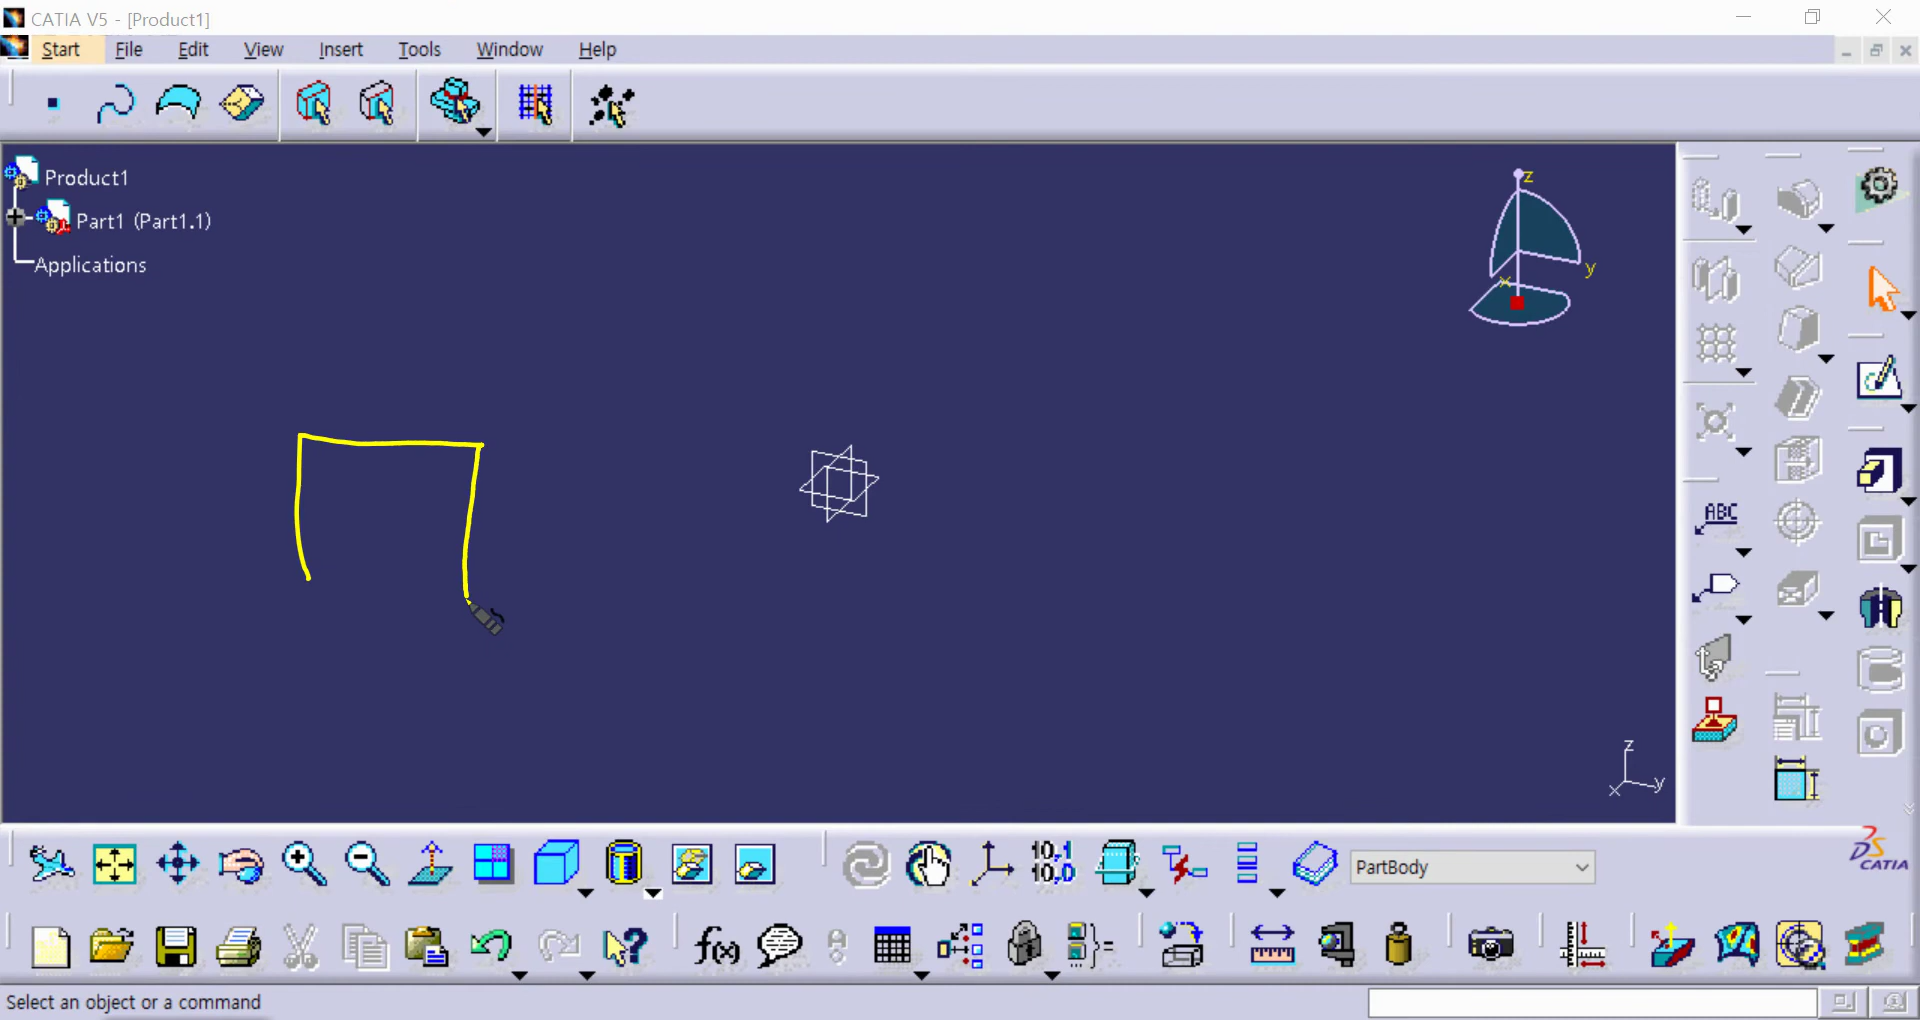 CATIA V5 - [Product1]
Start File Edit View Insert Tools Window Help
Product1
Part1 (Part1.1)
Applications
z
y
x
ABC
z
y
x
10,1
10,0
PartBody
DS
CATIA
f(x)
?
Select an object or a command